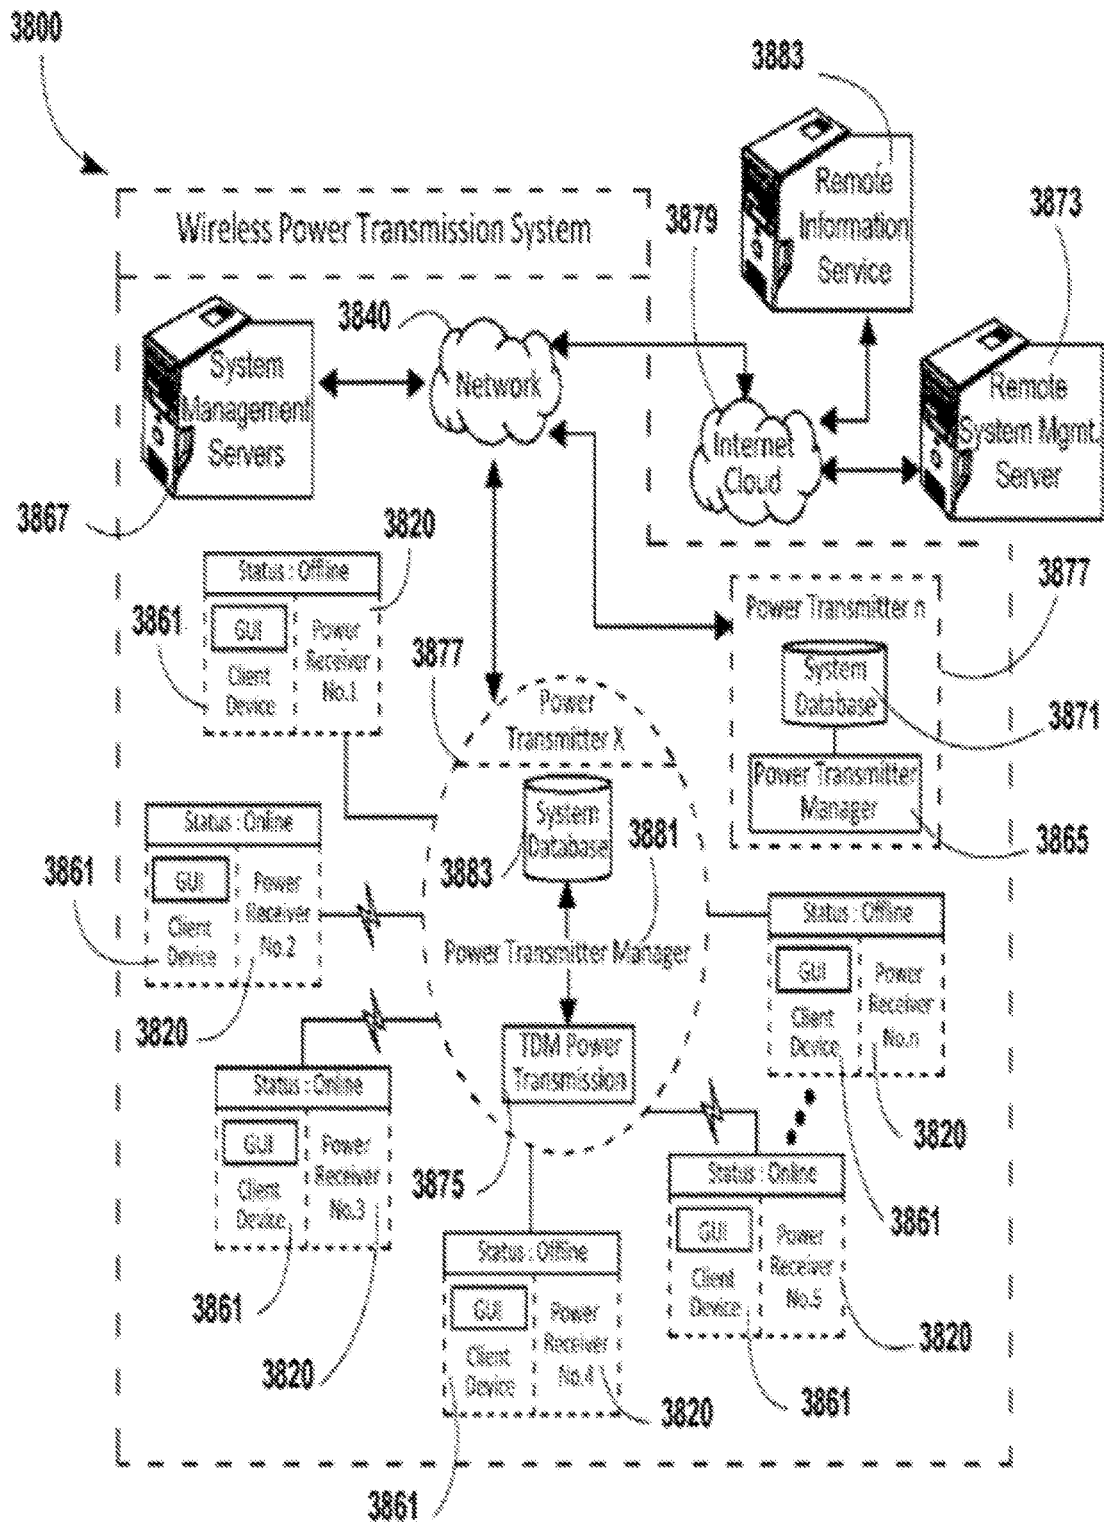 3800
3883
Remote
Information
Service
3879
3873
Wireless Power Transmission System
3840
System
Management
Servers
Network
Internet
Cloud
Remote
System Mgmt.
Server
3867
3820
Status : Offline
GUI
Client
Device
Power
Receiver
No.1
3861
3877
Power Transmitter n
System
Database
3871
Power Transmitter
Manager
3865
3877
Power
Transmitter X
System
Database
3883
3881
Power Transmitter Manager
TDM Power
Transmission
3875
Status : Online
GUI
Client
Device
Power
Receiver
No.2
3861
3820
Status : Offline
GUI
Client
Device
Power
Receiver
No.n
3820
3861
Status : Online
GUI
Client
Device
Power
Receiver
No.3
3861
3820
Status : Offline
GUI
Client
Device
Power
Receiver
No.4
3820
3861
Status : Online
GUI
Client
Device
Power
Receiver
No.5
3820
3861